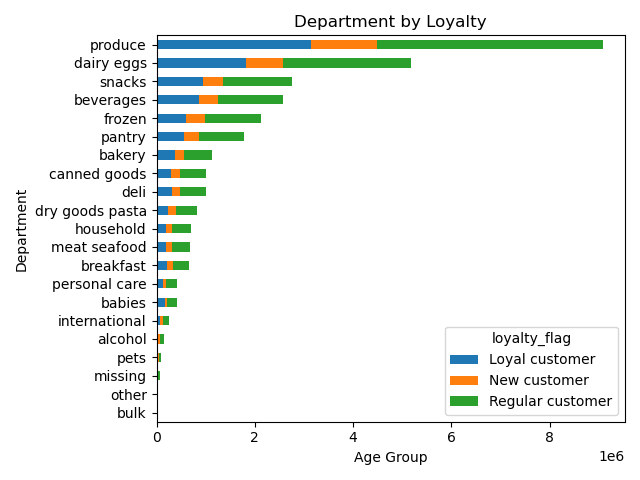 Department by Loyalty
produce
dairy eggs
snacks
beverages
frozen
pantry
bakery
canned goods
deli
dry goods pasta
household
meat seafood
breakfast
personal care
babies
international
alcohol
pets
missing
other
bulk
Department
loyalty_flag
Loyal customer
New customer
Regular customer
0 2 4 6 8
1e6
Age Group